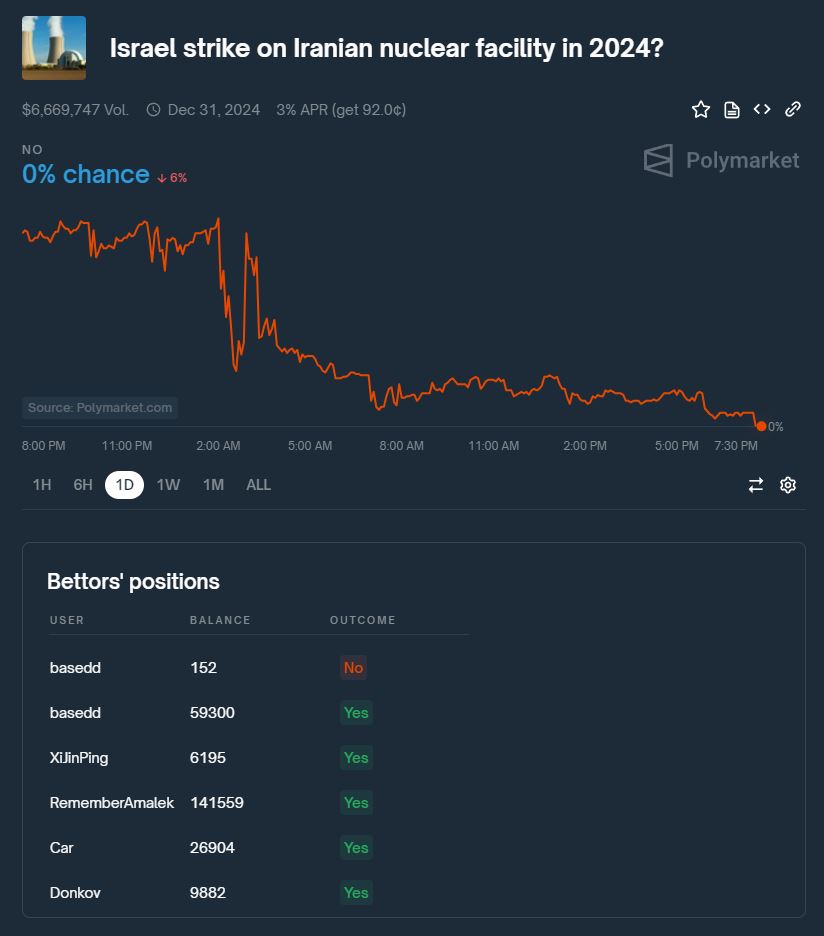 Israel strike on Iranian nuclear facility in 2024?
$6,669,747 Vol. Dec 31, 2024 3% APR (get 92.0¢)
NO
0% chance ↓ 6%
Polymarket
Source: Polymarket.com
0%
8:00 PM 11:00 PM 2:00 AM 5:00 AM 8:00 AM 11:00 AM 2:00 PM 5:00 PM 7:30 PM
1H 6H 1D 1W 1M ALL
Bettors' positions
USER BALANCE OUTCOME
basedd 152 No
basedd 59300 Yes
XiJinPing 6195 Yes
RememberAmalek 141559 Yes
Car 26904 Yes
Donkov 9882 Yes